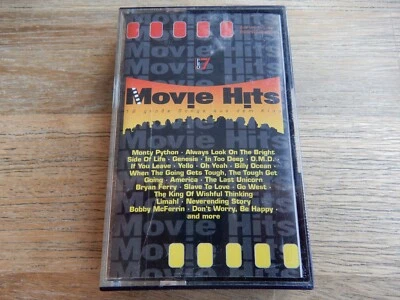 Movie Hits
Monty Python · Always Look On The Bright
Side Of Life · Genesis · In Too Deep · O.M.D. ·
If You Leave · Yello · Oh Yeah · Billy Ocean ·
When The Going Gets Tough, The Tough Get
Going · America · The Last Unicorn
Bryan Ferry · Slave To Love · Go West ·
The King Of Wishful Thinking
Limahl · Neverending Story
Bobby McFerrin · Don't Worry, Be Happy ·
and more
Movie Hits